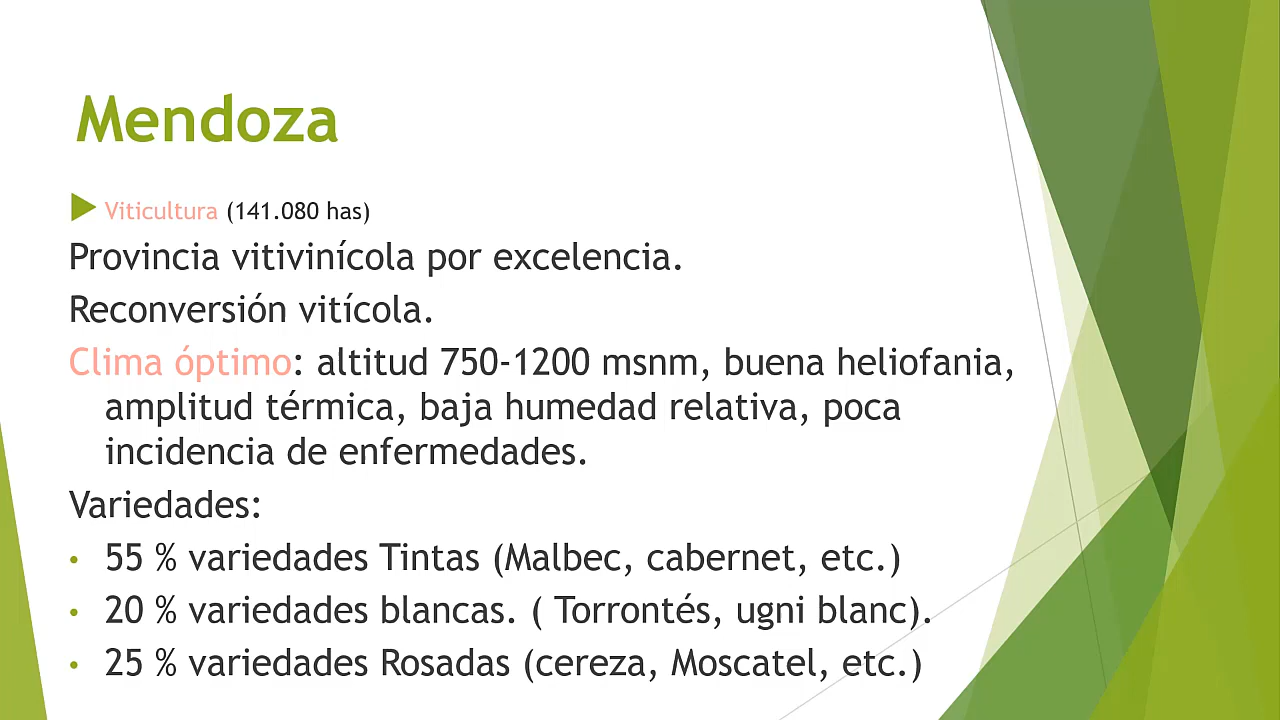 Mendoza
Viticultura (141.080 has)
Provincia vitivinícola por excelencia.
Reconversión vitícola.
Clima óptimo: altitud 750-1200 msnm, buena heliofania,
amplitud térmica, baja humedad relativa, poca
incidencia de enfermedades.
Variedades:
• 55 % variedades Tintas (Malbec, cabernet, etc.)
• 20 % variedades blancas. ( Torrontés, ugni blanc).
• 25 % variedades Rosadas (cereza, Moscatel, etc.)